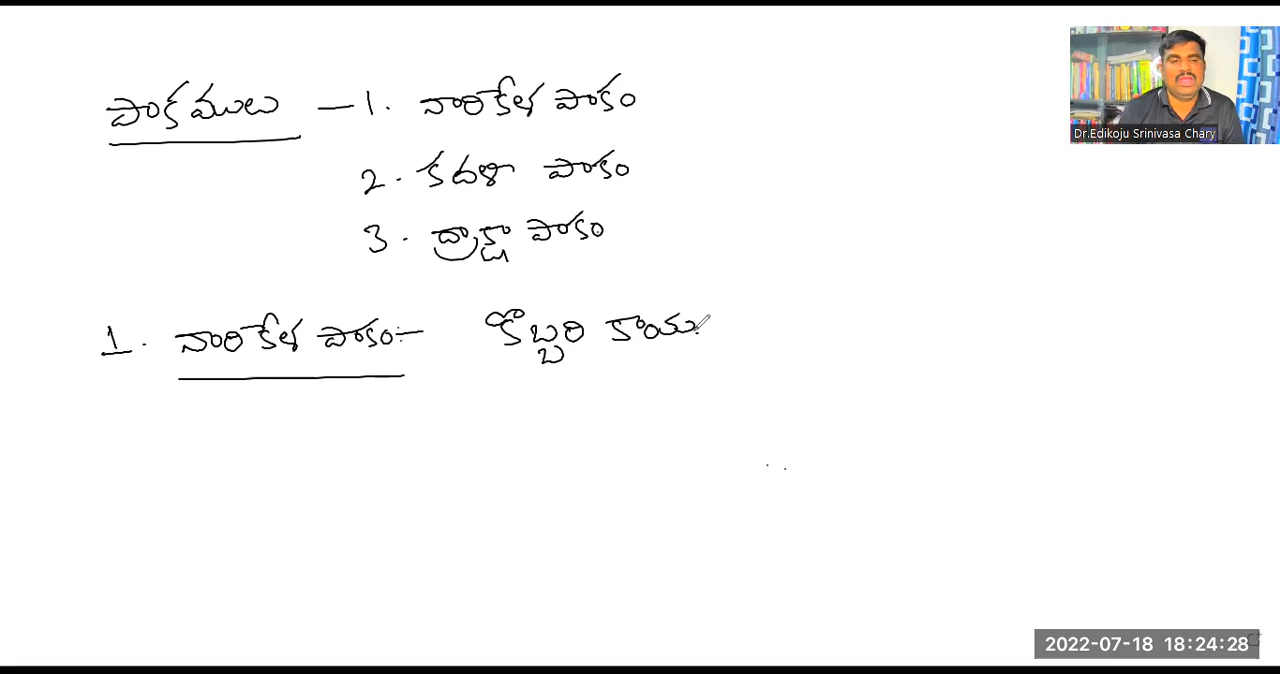 పాకములు – 1. నారికేళ పాకం
2. కదళీ పాకం
3. ద్రాక్షా పాకం
1. నారికేళ పాకం:– కొబ్బరి కాయ
Dr.Edikoju Srinivasa Chary
2022-07-18 18:24:28